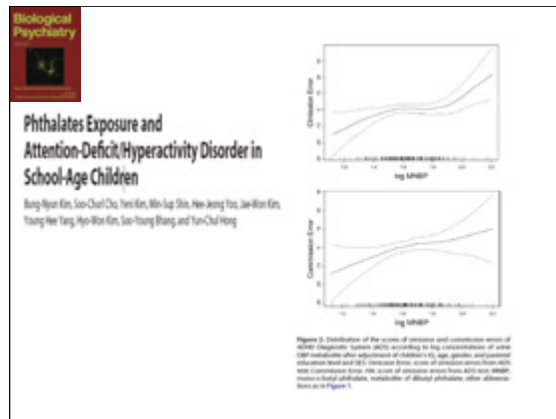 Biological
Psychiatry
Phthalates Exposure and
Attention-Deficit/Hyperactivity Disorder in
School-Age Children
Bung-Nyun Kim, Soo-Churl Cho, Yeni Kim, Min-Sup Shin, Hee-Jeong Yoo, Jae-Won Kim,
Young Hee Yang, Hyo-Won Kim, Soo-Young Bhang, and Yun-Chul Hong
Omission Error
log MNBP
Commission Error
log MNBP
Figure 2. Distribution of the scores of omission and commission errors of
ADHD Diagnostic System (ADS) according to log concentrations of urine
DBP metabolite after adjustment of children's IQ, age, gender, and parental
education level and SES. Omission Error, score of omission errors from ADS
test; Commission Error, score of commission errors from ADS test; MNBP,
mono-n-butyl phthalate, metabolite of dibutyl phthalate; other abbrevia-
tions as in Figure 1.